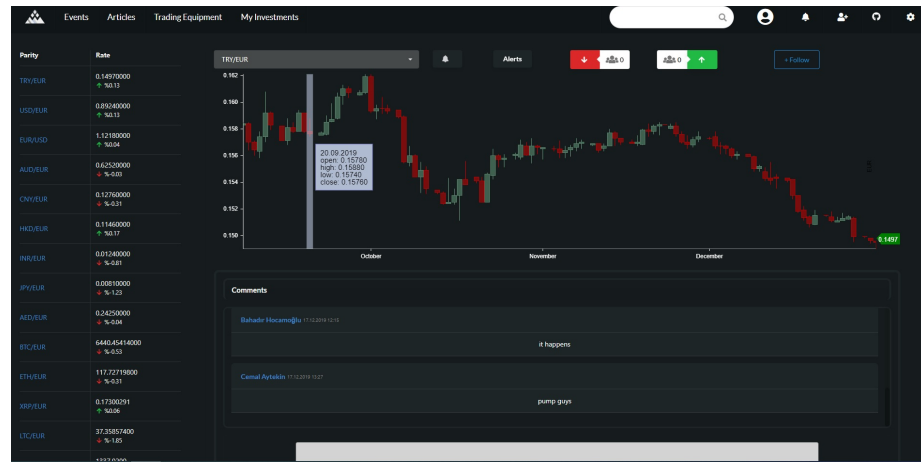 Events Articles Trading Equipment My Investments
Parity Rate
TRY/EUR 0.14970000
%0.13
USD/EUR 0.89240000
%0.13
EUR/USD 1.12180000
%0.04
AUD/EUR 0.62520000
%-0.03
CNY/EUR 0.12760000
%-0.31
HKD/EUR 0.11460000
%0.17
INR/EUR 0.01240000
%-0.81
JPY/EUR 0.00810000
%-1.23
AED/EUR 0.24250000
%-0.04
BTC/EUR 6440.45414000
%-0.53
ETH/EUR 117.72719800
%-0.31
XRP/EUR 0.17300291
%0.06
LTC/EUR 37.35857400
%-1.85
TRY/EUR Alerts 0 0 + Follow
0.162
0.160
0.158
0.156
0.154
0.152
0.150
20.09.2019
open: 0.15780
high: 0.15880
low: 0.15740
close: 0.15760
0.1497
October November December
Comments
Bahadır Hocamoğlu 17.12.2019 12:15
it happens
Cemal Aytekin 17.12.2019 15:27
pump guys